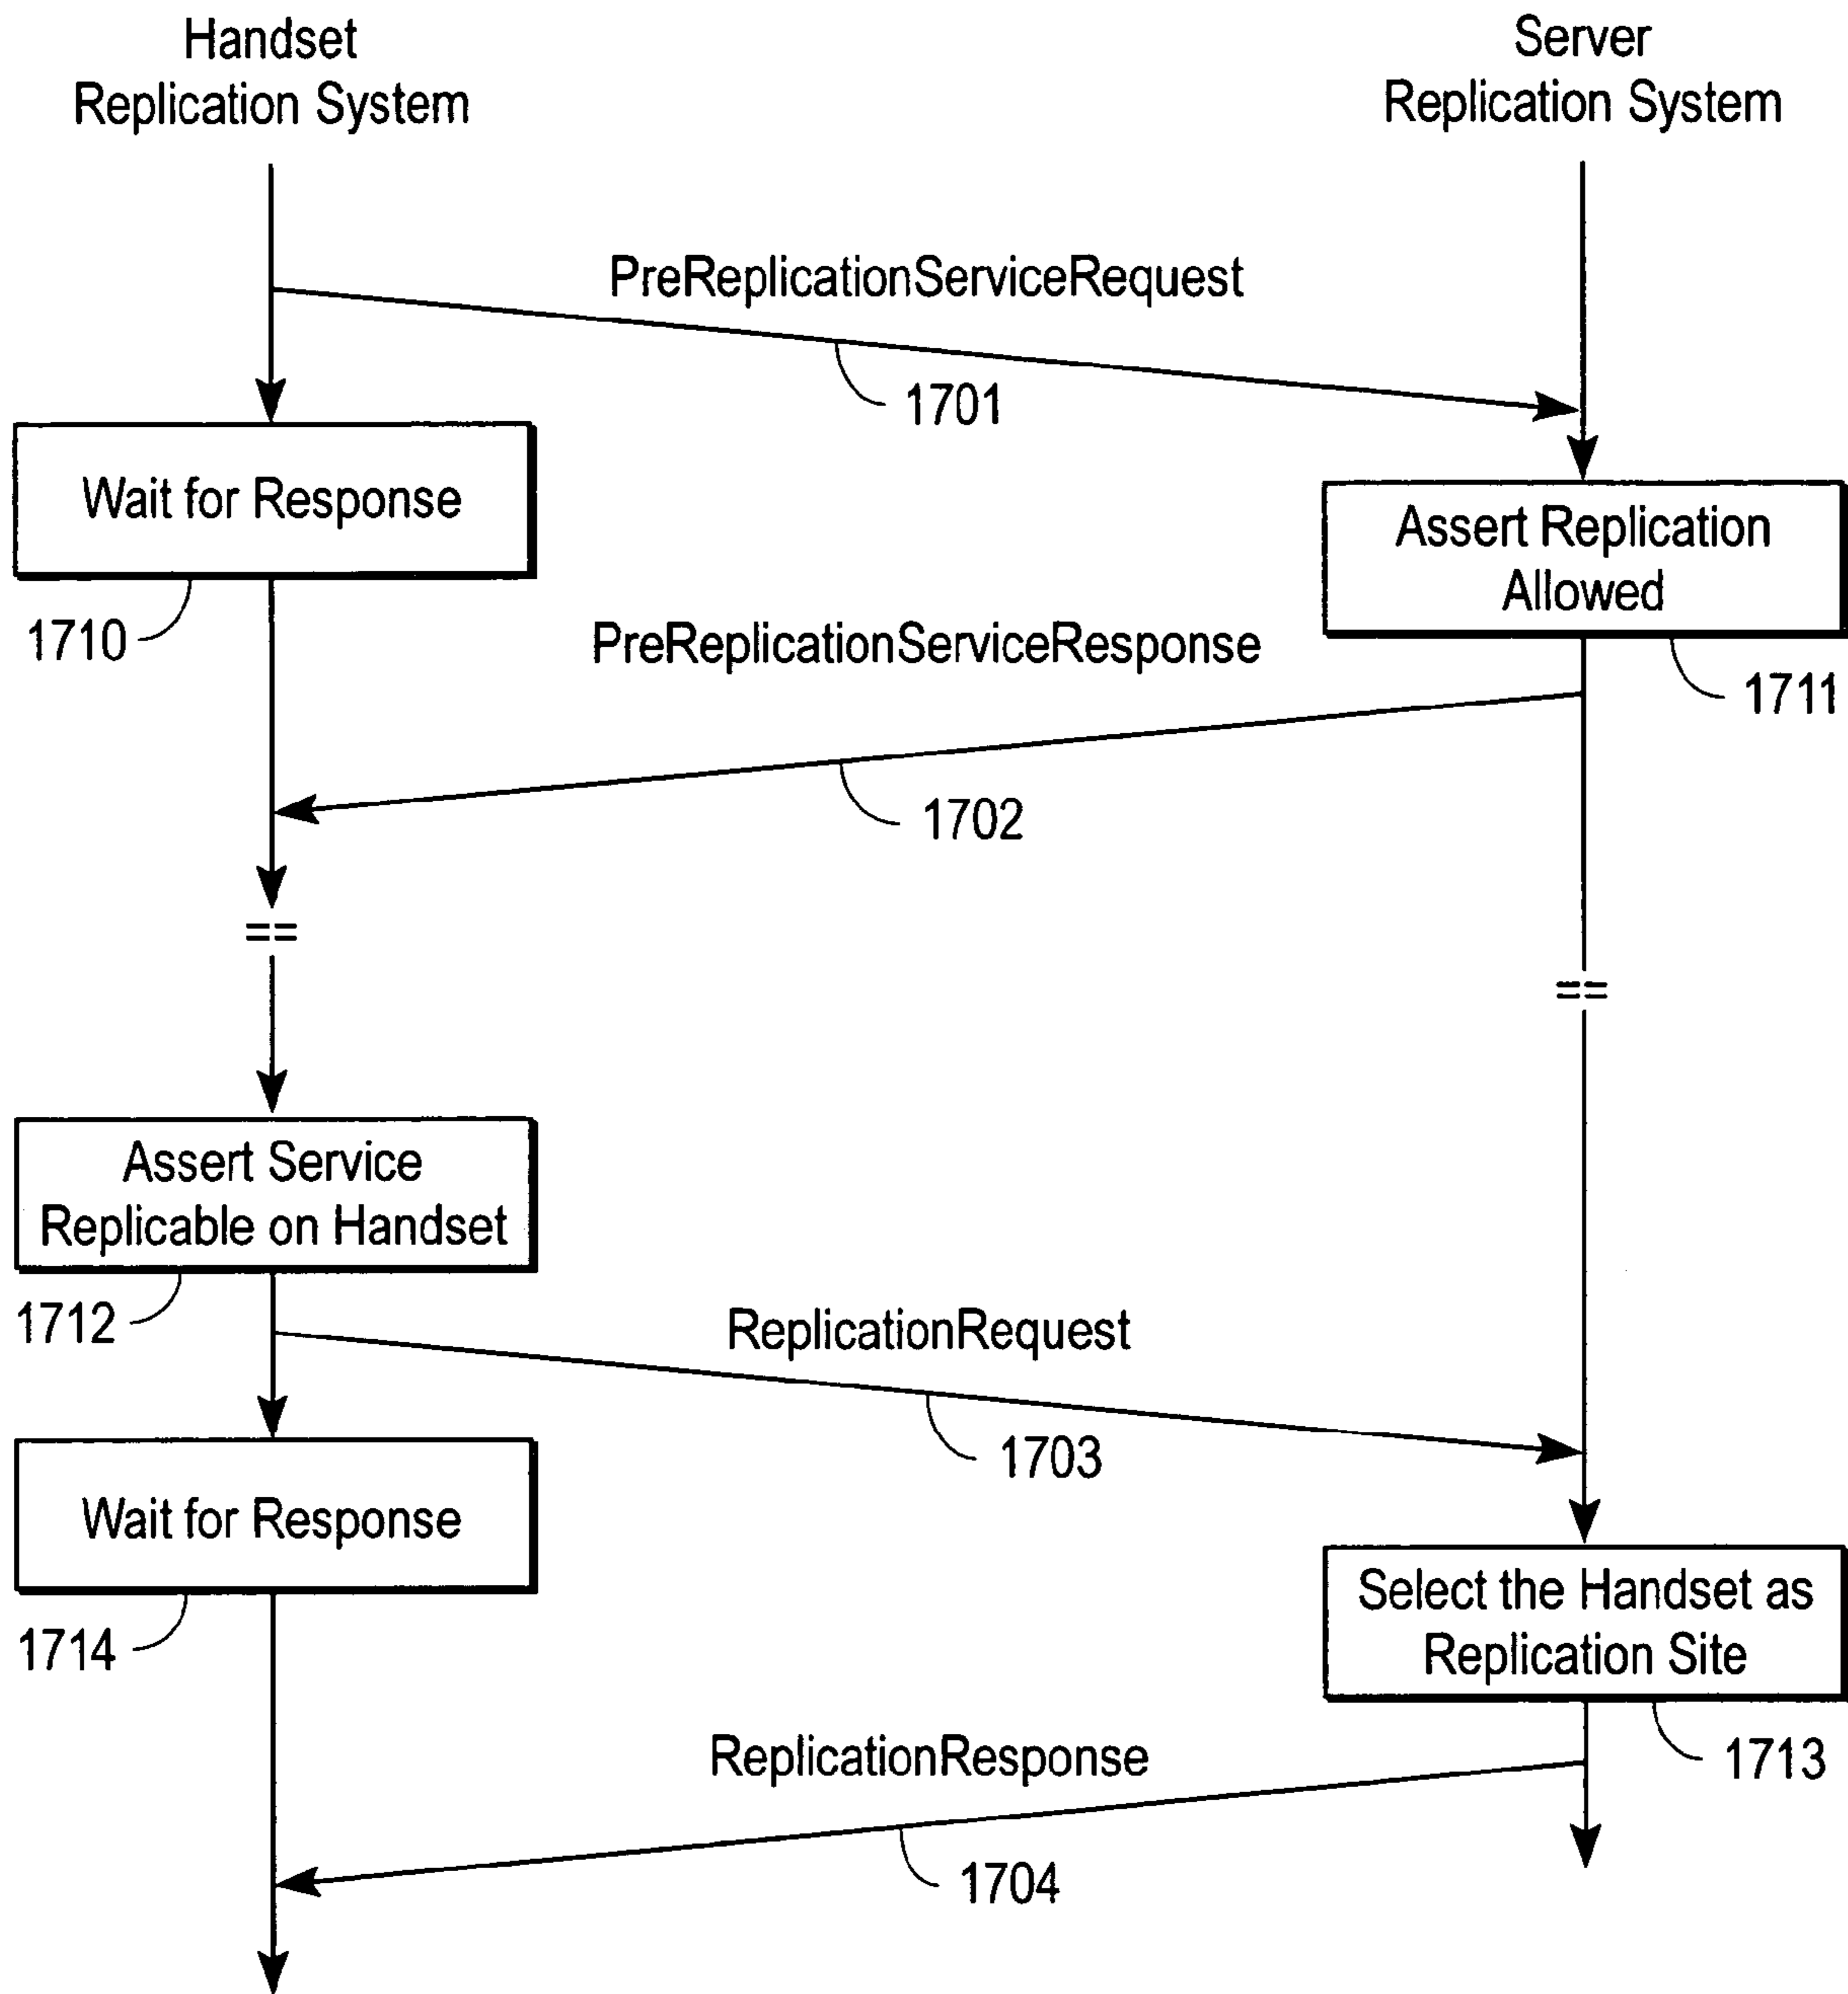 Handset
Replication System
Server
Replication System
PreReplicationServiceRequest
1701
Wait for Response
1710
Assert Replication
Allowed
1711
PreReplicationServiceResponse
1702
==
==
Assert Service
Replicable on Handset
1712
ReplicationRequest
1703
Wait for Response
1714
Select the Handset as
Replication Site
1713
ReplicationResponse
1704